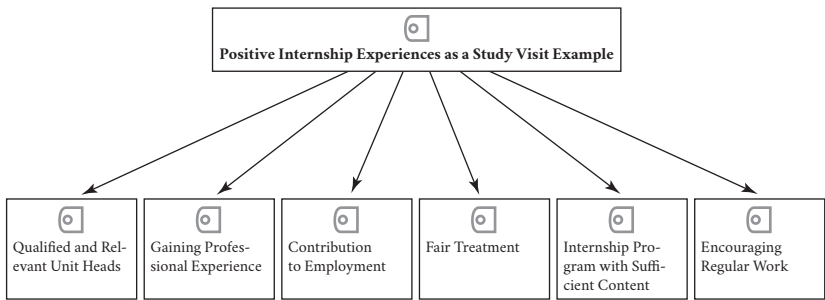 Positive Internship Experiences as a Study Visit Example
Qualified and Rel-
evant Unit Heads
Gaining Profes-
sional Experience
Contribution
to Employment
Fair Treatment
Internship Pro-
gram with Suffi-
cient Content
Encouraging
Regular Work